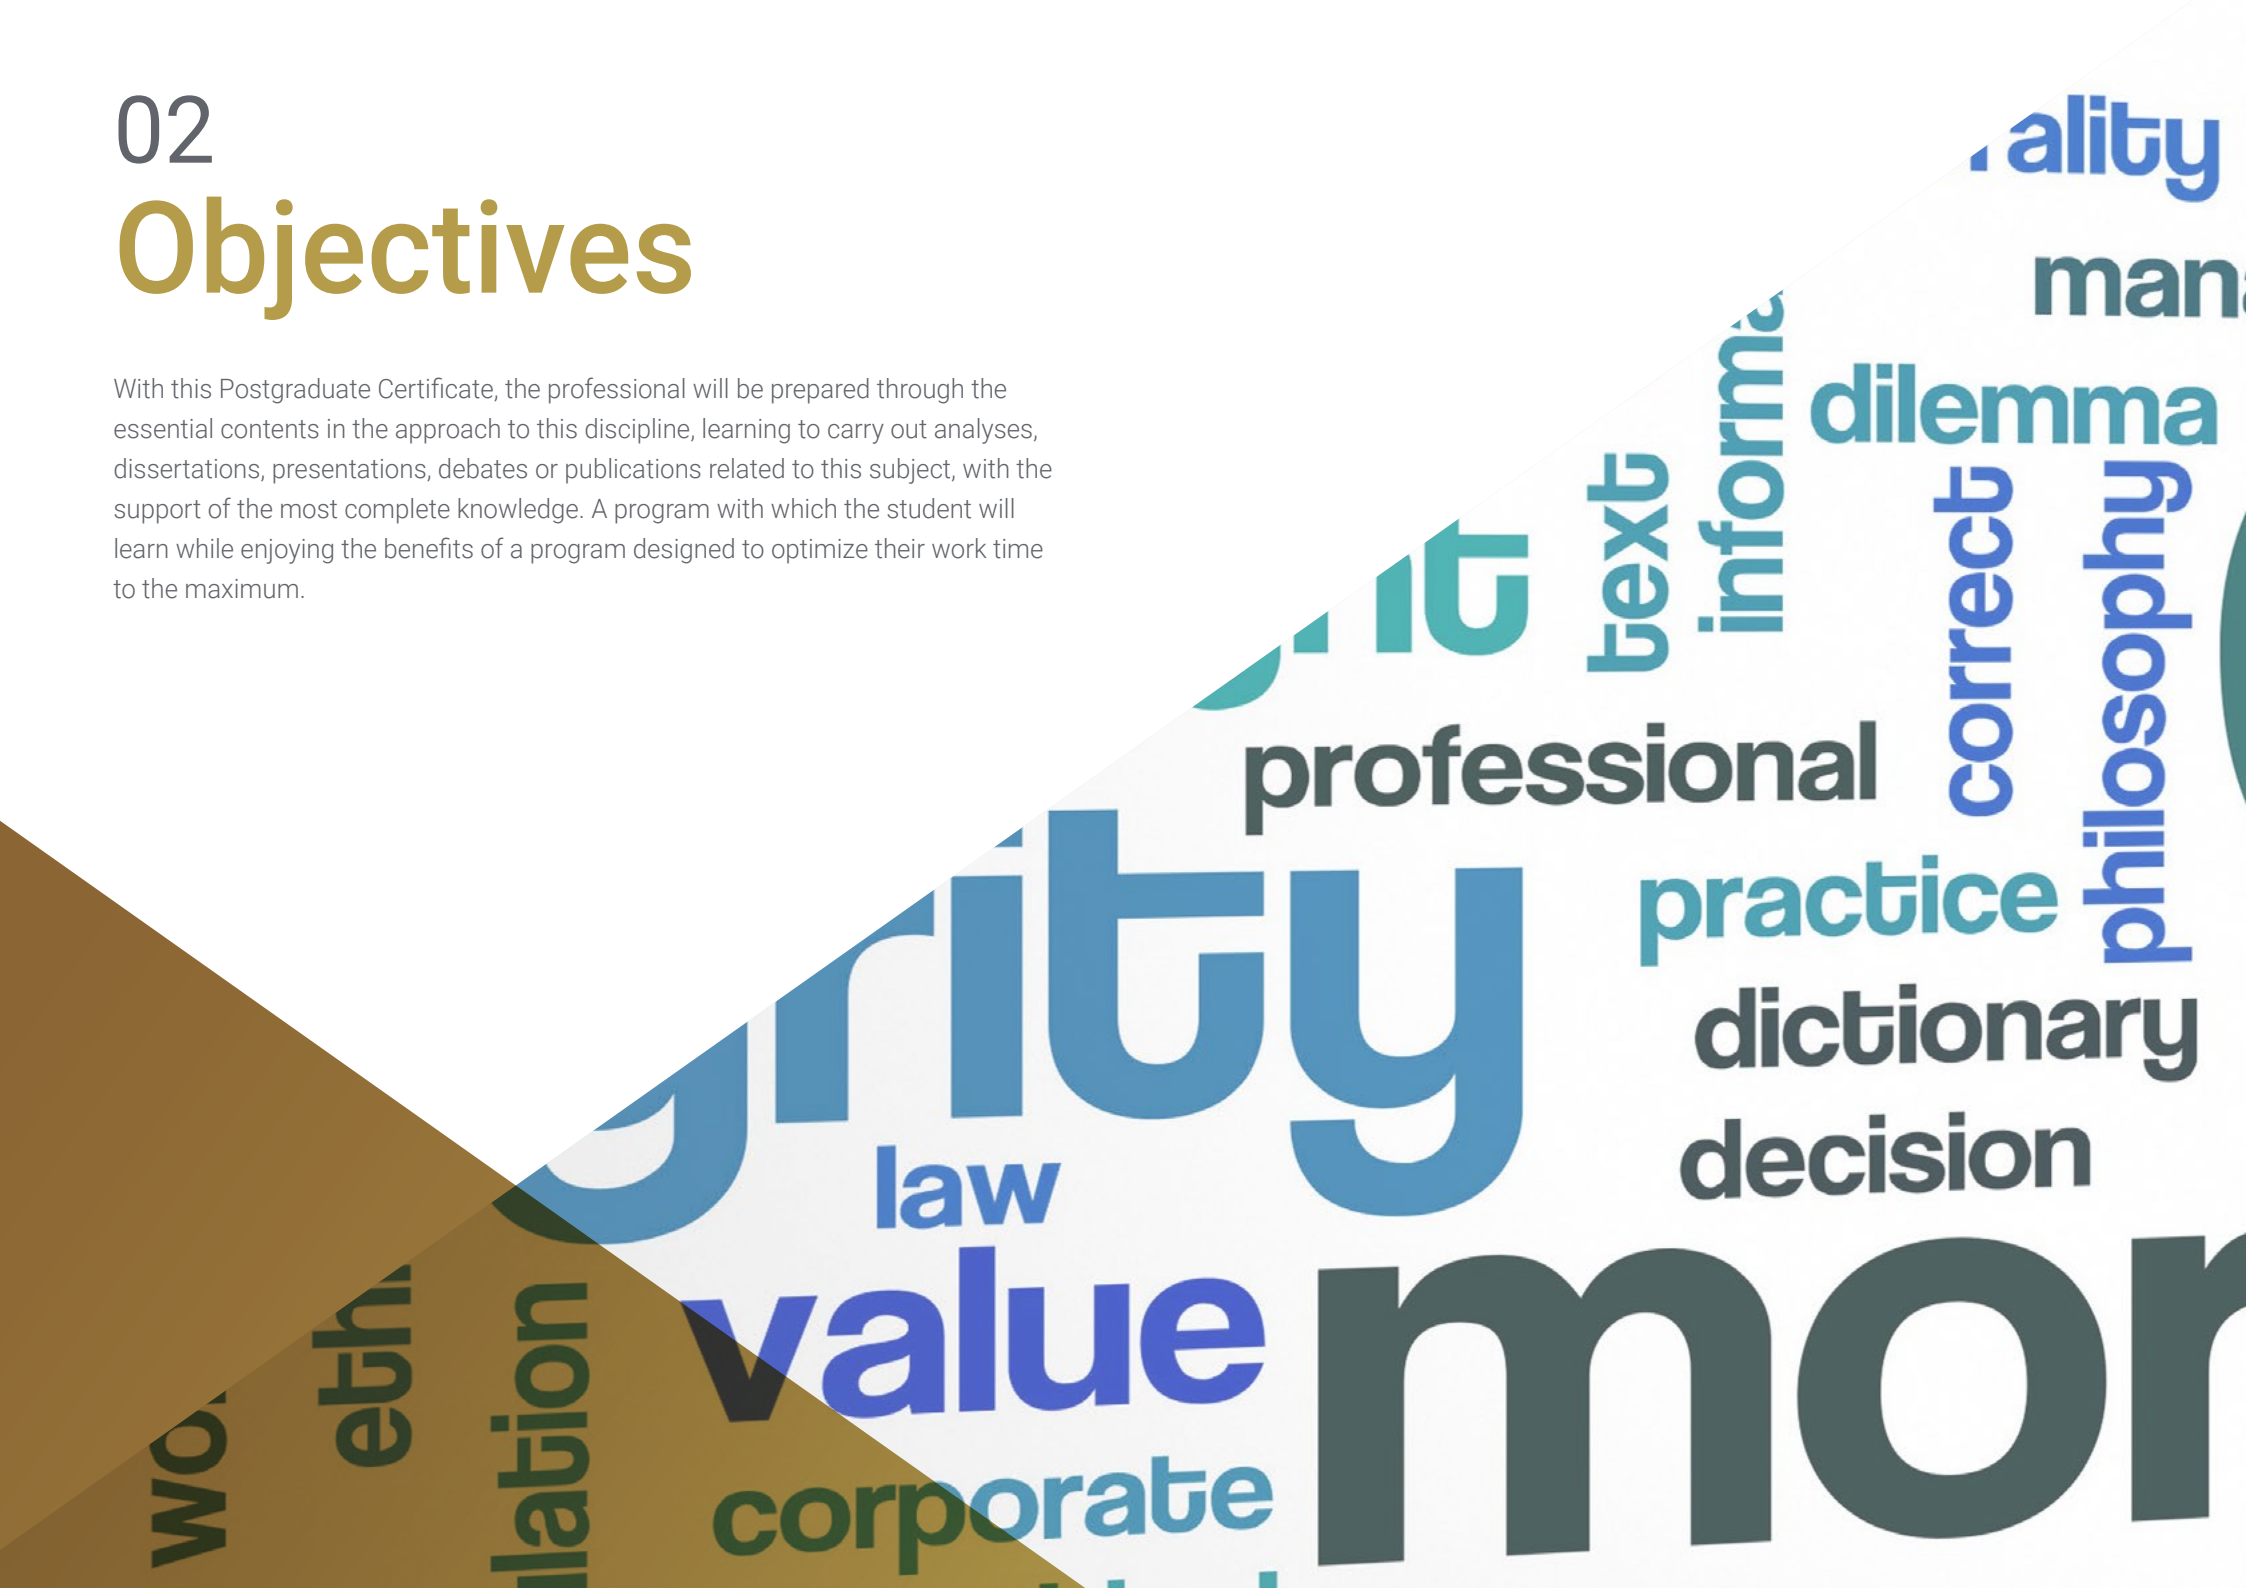 02
Objectives
With this Postgraduate Certificate, the professional will be prepared through the
essential contents in the approach to this discipline, learning to carry out analyses,
dissertations, presentations, debates or publications related to this subject, with the
support of the most complete knowledge. A program with which the student will
learn while enjoying the benefits of a program designed to optimize their work time
to the maximum.
ality
dilemma
text
correct
philosophy
professional
practice
dictionary
decision
law
value
corporate